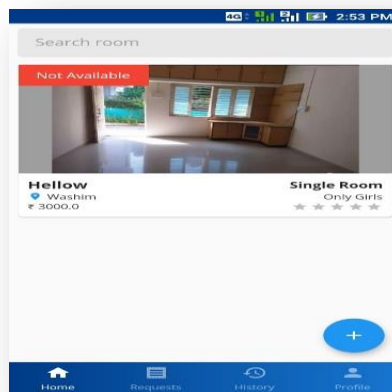 4G 2 2:53 PM
Search room
Not Available
Hellow
Single Room
Washim
Only Girls
₹ 3000.0
Home
Requests
History
Profile